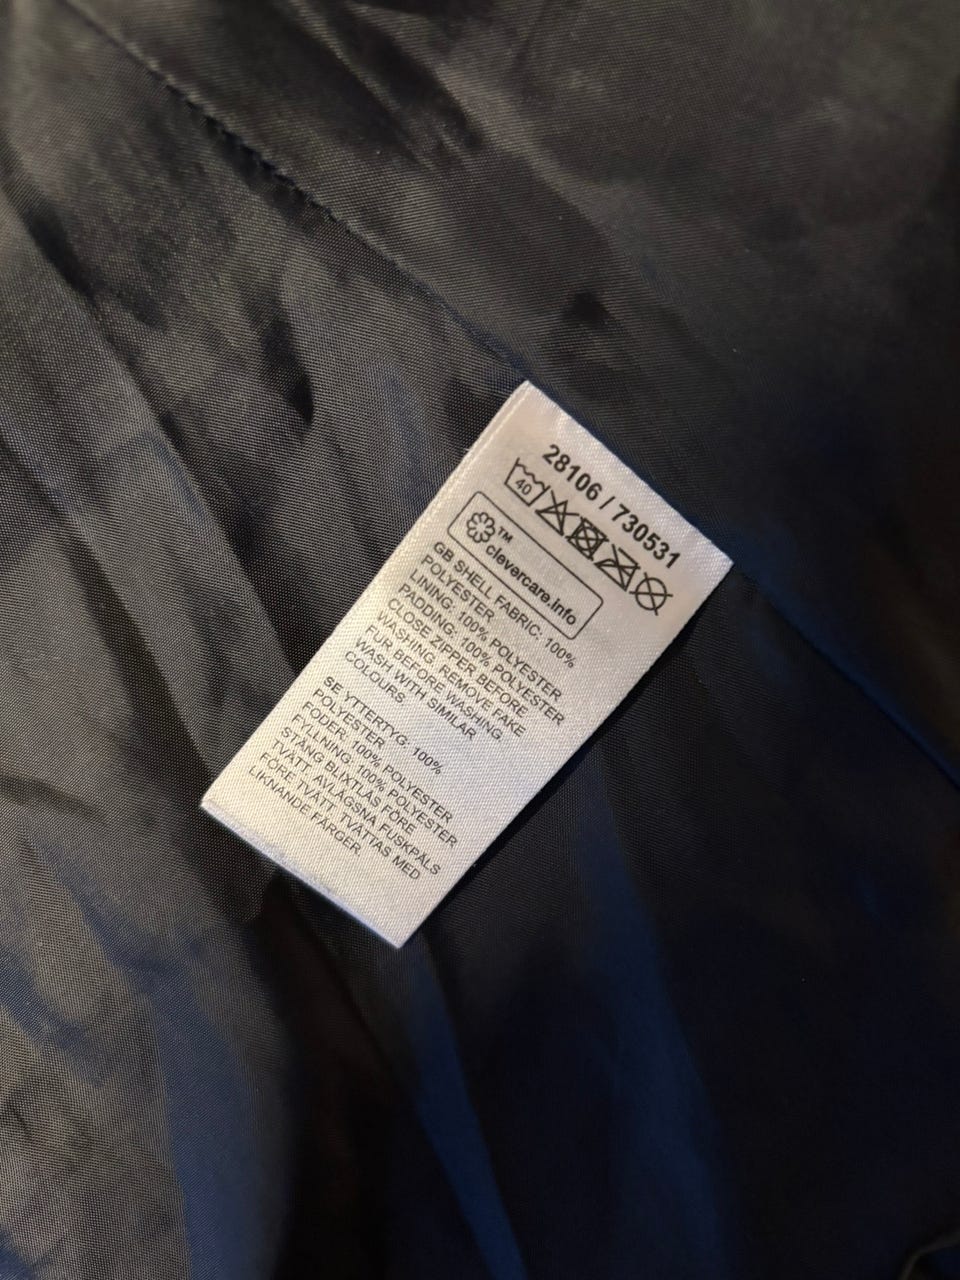 28106 / 730531
40
TM
clevercare.info
GB SHELL FABRIC: 100%
POLYESTER
LINING: 100% POLYESTER
PADDING: 100% POLYESTER
CLOSE ZIPPER BEFORE
WASHING. REMOVE FAKE
FUR BEFORE WASHING.
WASH WITH SIMILAR
COLOURS
SE YTTERTYG: 100%
POLYESTER
FODER: 100% POLYESTER
FYLLNING: 100% POLYESTER
STÄNG BLIXTLÅS FÖRE
TVÄTT. AVLÄGSNA FUSKPÄLS
FÖRE TVÄTT. TVÄTTAS MED
LIKNANDE FÄRGER.